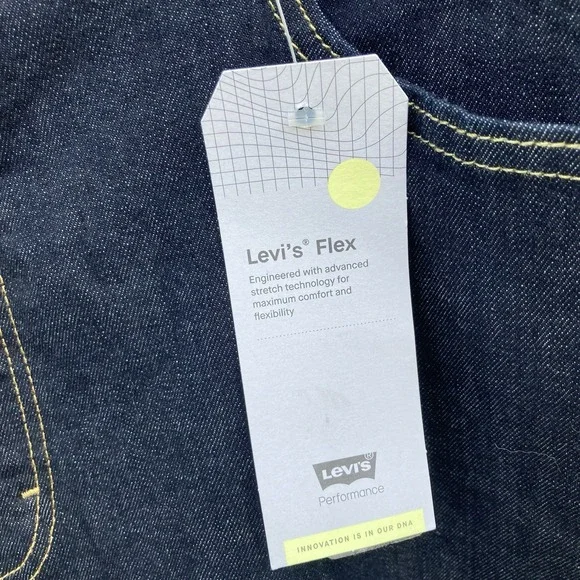 Levi's® Flex
Engineered with advanced
stretch technology for
maximum comfort and
flexibility
Levi's®
Performance
INNOVATION IS IN OUR DNA